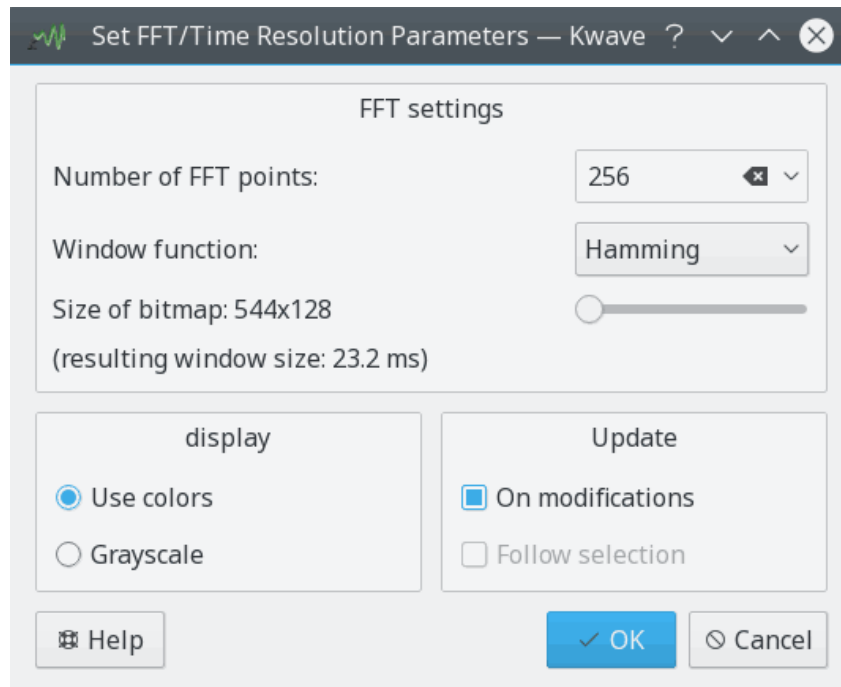 Set FFT/Time Resolution Parameters — Kwave ?
FFT settings
Number of FFT points:
256
Window function:
Hamming
Size of bitmap: 544x128
(resulting window size: 23.2 ms)
display
Use colors
Grayscale
Update
On modifications
Follow selection
Help
OK
Cancel